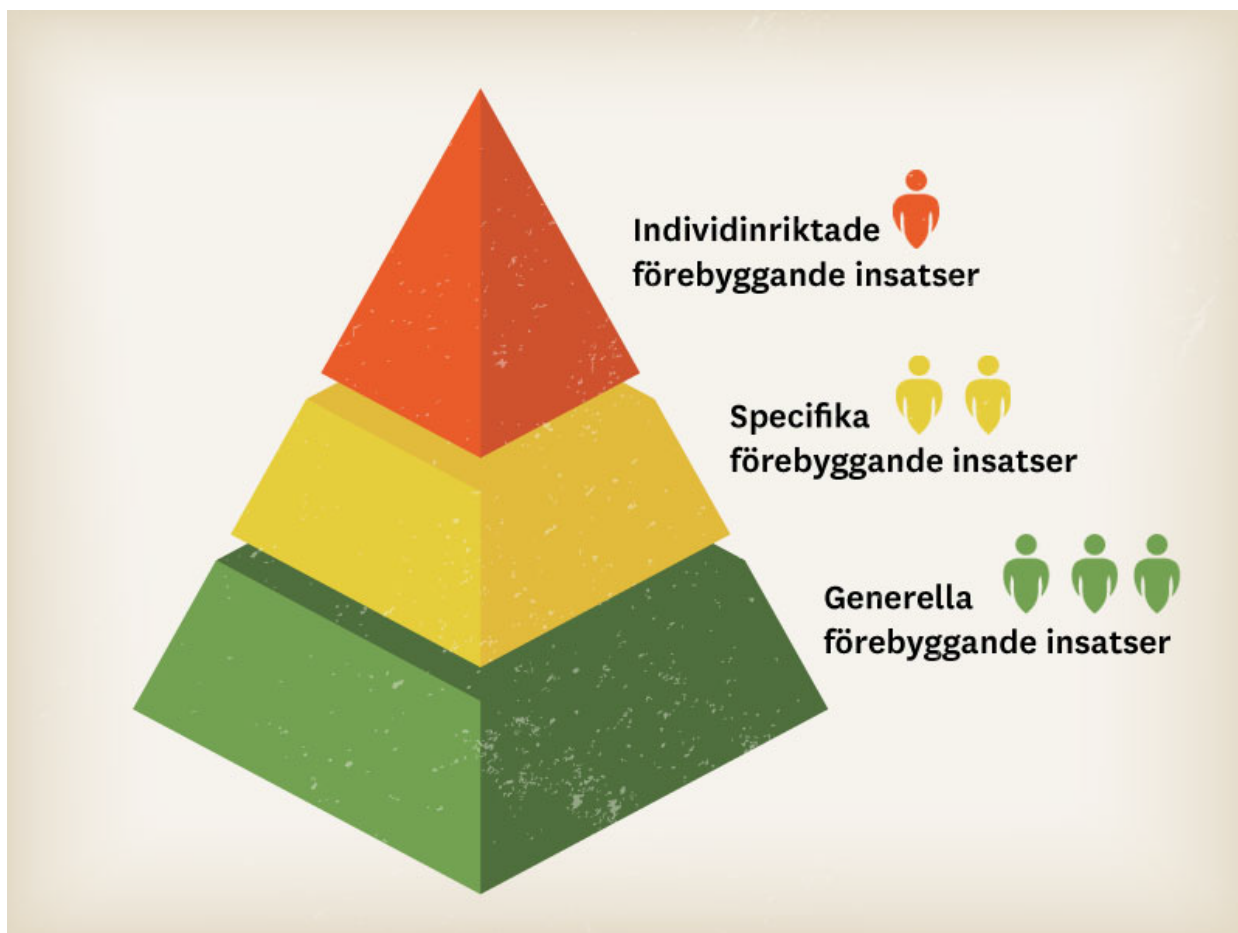 Individinriktade
förebyggande insatser
Specifika
förebyggande insatser
Generella
förebyggande insatser